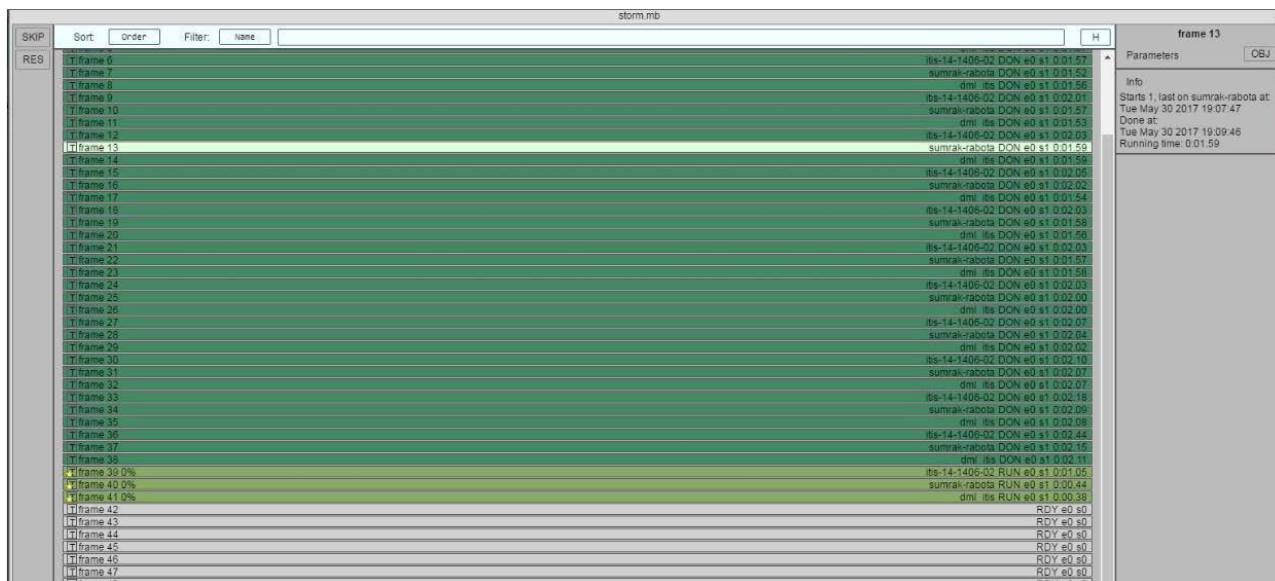 storm.mb
SKIP
RES
Sort: Order Filter: Name H
T frame 6 itis-14-1406-02 DON e0 s1 0:01.57
T frame 7 sumrak-rabota DON e0 s1 0:01.52
T frame 8 dml_itis DON e0 s1 0:01.56
T frame 9 itis-14-1406-02 DON e0 s1 0:02.01
T frame 10 sumrak-rabota DON e0 s1 0:01.57
T frame 11 dml_itis DON e0 s1 0:01.53
T frame 12 itis-14-1406-02 DON e0 s1 0:02.03
T frame 13 sumrak-rabota DON e0 s1 0:01.59
T frame 14 dml_itis DON e0 s1 0:01.59
T frame 15 itis-14-1406-02 DON e0 s1 0:02.05
T frame 16 sumrak-rabota DON e0 s1 0:02.02
T frame 17 dml_itis DON e0 s1 0:01.54
T frame 18 itis-14-1406-02 DON e0 s1 0:02.03
T frame 19 sumrak-rabota DON e0 s1 0:01.58
T frame 20 dml_itis DON e0 s1 0:01.56
T frame 21 itis-14-1406-02 DON e0 s1 0:02.03
T frame 22 sumrak-rabota DON e0 s1 0:01.57
T frame 23 dml_itis DON e0 s1 0:01.58
T frame 24 itis-14-1406-02 DON e0 s1 0:02.03
T frame 25 sumrak-rabota DON e0 s1 0:02.00
T frame 26 dml_itis DON e0 s1 0:02.00
T frame 27 itis-14-1406-02 DON e0 s1 0:02.07
T frame 28 sumrak-rabota DON e0 s1 0:02.04
T frame 29 dml_itis DON e0 s1 0:02.02
T frame 30 itis-14-1406-02 DON e0 s1 0:02.10
T frame 31 sumrak-rabota DON e0 s1 0:02.07
T frame 32 dml_itis DON e0 s1 0:02.07
T frame 33 itis-14-1406-02 DON e0 s1 0:02.18
T frame 34 sumrak-rabota DON e0 s1 0:02.09
T frame 35 dml_itis DON e0 s1 0:02.08
T frame 36 itis-14-1406-02 DON e0 s1 0:02.44
T frame 37 sumrak-rabota DON e0 s1 0:02.15
T frame 38 dml_itis DON e0 s1 0:02.11
T frame 39 0% itis-14-1406-02 RUN e0 s1 0:01.05
T frame 40 0% sumrak-rabota RUN e0 s1 0:00.44
T frame 41 0% dml_itis RUN e0 s1 0:00.38
T frame 42 RDY e0 s0
T frame 43 RDY e0 s0
T frame 44 RDY e0 s0
T frame 45 RDY e0 s0
T frame 46 RDY e0 s0
T frame 47 RDY e0 s0
frame 13
Parameters OBJ
Info
Starts 1, last on sumrak-rabota at:
Tue May 30 2017 19:07:47
Done at:
Tue May 30 2017 19:09:46
Running time: 0:01.59